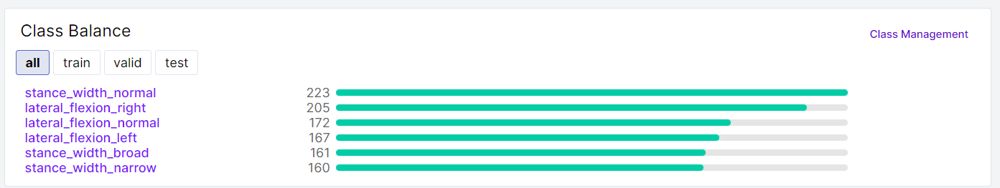 Class Balance
Class Management
all train valid test
stance_width_normal 223
lateral_flexion_right 205
lateral_flexion_normal 172
lateral_flexion_left 167
stance_width_broad 161
stance_width_narrow 160